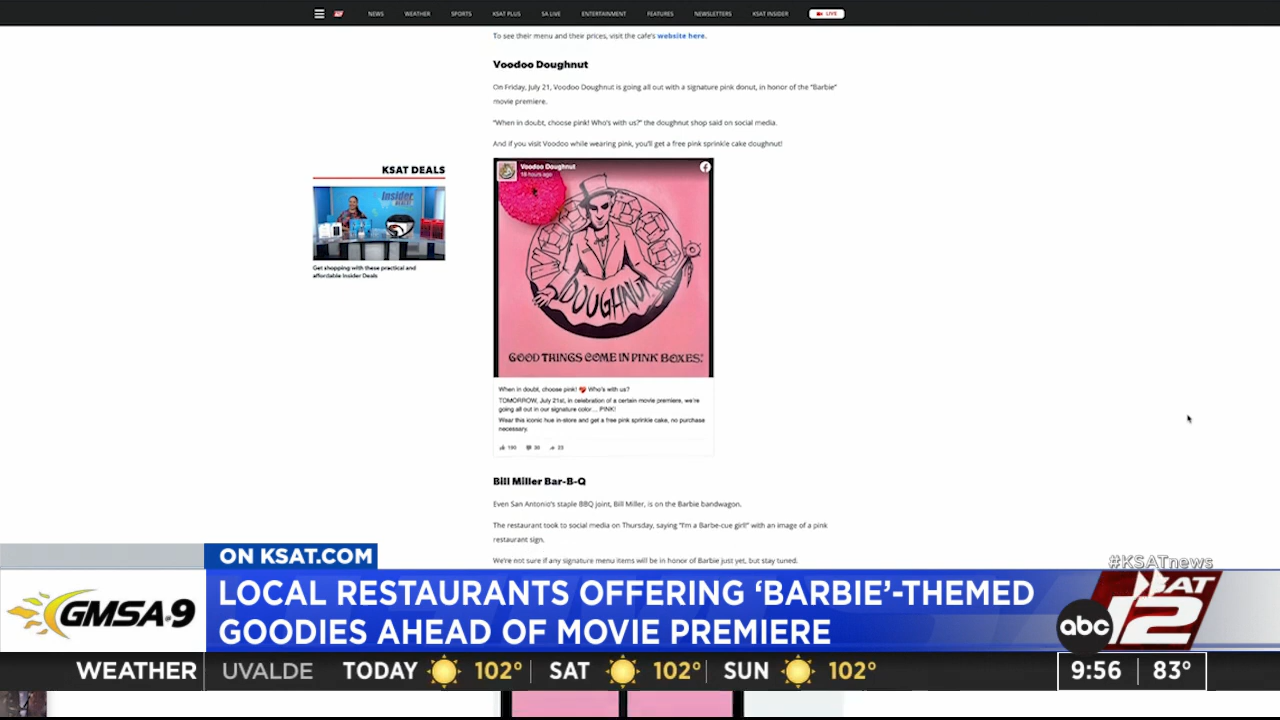 NEWS WEATHER SPORTS KSAT PLUS SA LIVE ENTERTAINMENT FEATURES NEWSLETTERS KSAT INSIDER LIVE
To see their menu and their prices, visit the cafe's website here.
Voodoo Doughnut
On Friday, July 21, Voodoo Doughnut is going all out with a signature pink donut, in honor of the "Barbie"
movie premiere.
"When in doubt, choose pink! Who's with us?" the doughnut shop said on social media.
And if you visit Voodoo while wearing pink, you'll get a free pink sprinkle cake doughnut!
KSAT DEALS
Insider
Get shopping with these practical and
affordable Insider Deals
Voodoo Doughnut
18 hours ago
DOUGHNUT
GOOD THINGS COME IN PINK BOXES!
When in doubt, choose pink! 💝 Who's with us?
TOMORROW, July 21st, in celebration of a certain movie premiere, we're
going all out in our signature color... PINK!
Wear this iconic hue in-store and get a free pink sprinkle cake, no purchase
necessary.
190 36 23
Bill Miller Bar-B-Q
Even San Antonio's staple BBQ joint, Bill Miller, is on the Barbie bandwagon.
The restaurant took to social media on Thursday, saying "I'm a Barbe-cue girl!" with an image of a pink
restaurant sign.
We're not sure if any signature menu items will be in honor of Barbie just yet, but stay tuned.
ON KSAT.COM
#KSATnews
LOCAL RESTAURANTS OFFERING 'BARBIE'-THEMED
GOODIES AHEAD OF MOVIE PREMIERE
GMSA@9
abc KSAT 12
WEATHER UVALDE TODAY 102° SAT 102° SUN 102° 9:56 83°